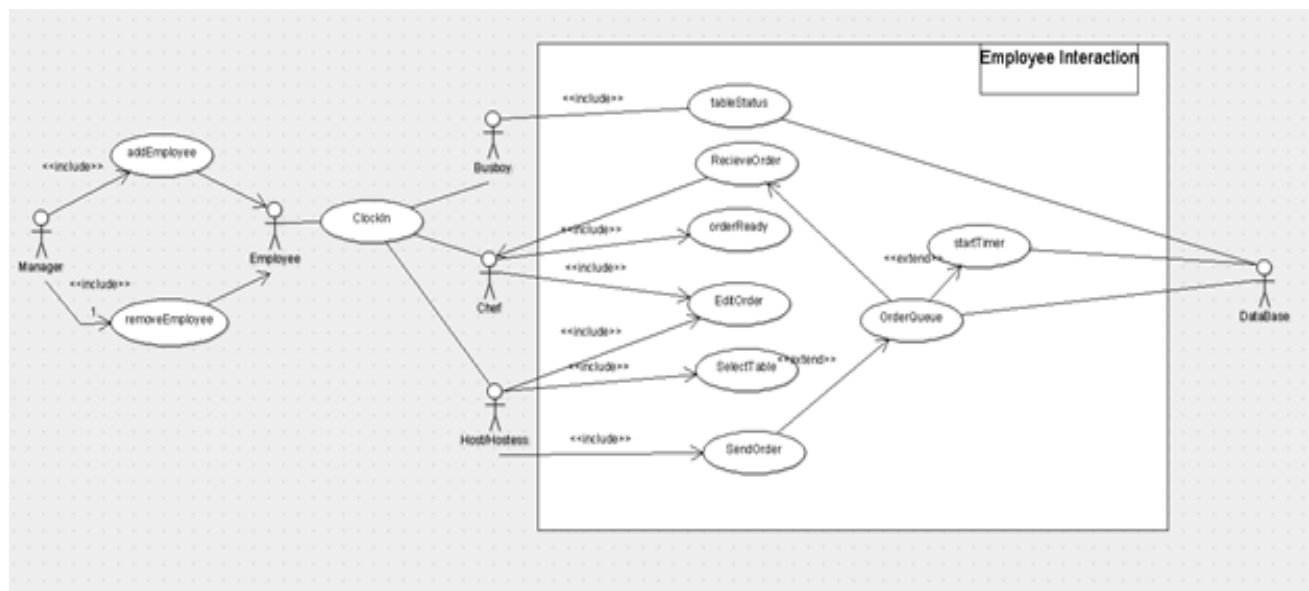 Employee Interaction
<<include>>
tableStatus
addEmployee
<<include>>
Busboy
RecieveOrder
ClockIn
<<include>>
orderReady
startTimer
Manager
Employee
<<include>>
<<extend>>
<<include>>
Chef
EditOrder
1
removeEmployee
OrderQueue
DataBase
<<include>>
<<include>>
SelectTable
<<extend>>
Host/Hostess
<<include>>
SendOrder